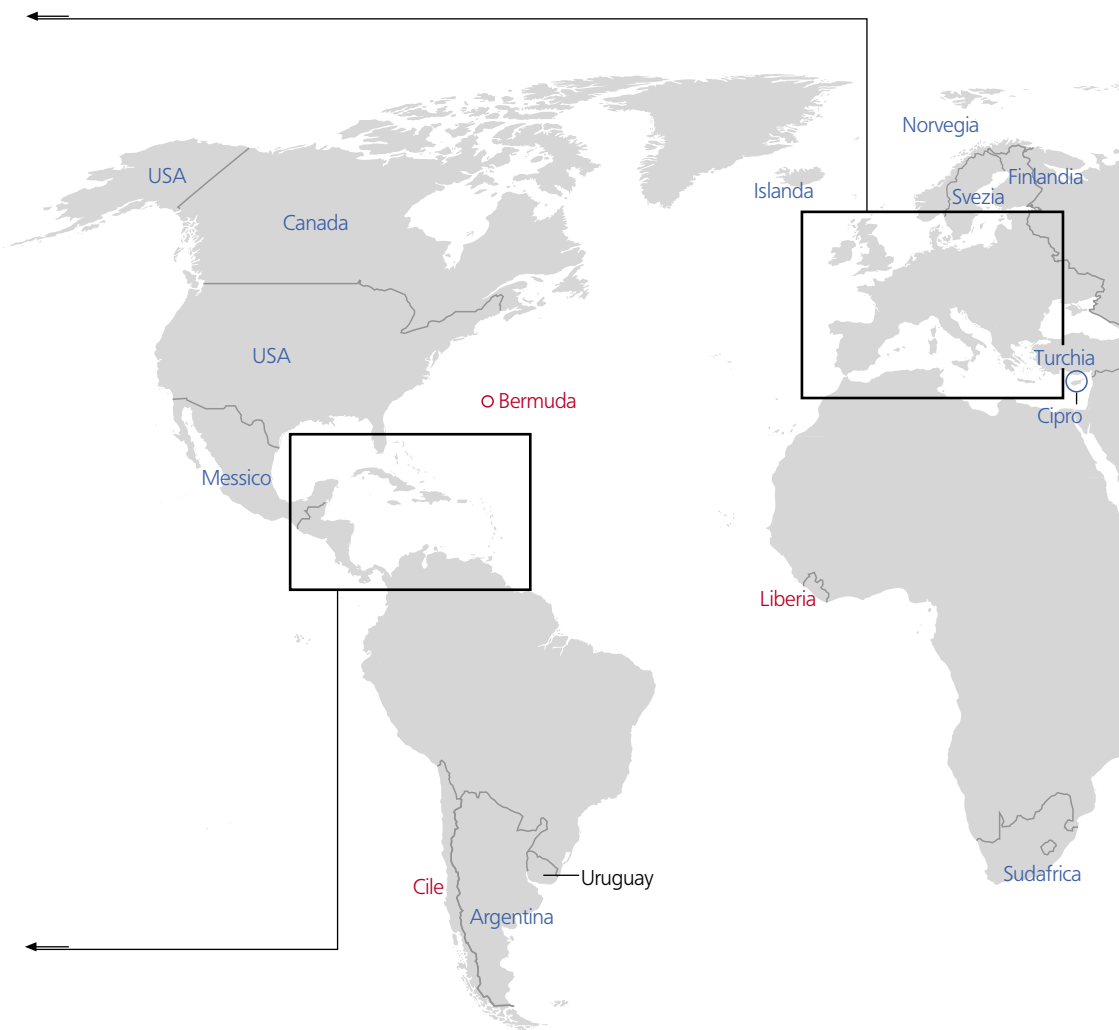 Norvegia
USA
Finlandia
Islanda
Svezia
Canada
USA
Turchia
Bermuda
Cipro
Messico
Liberia
Sudafrica
Uruguay
Cile
Argentina